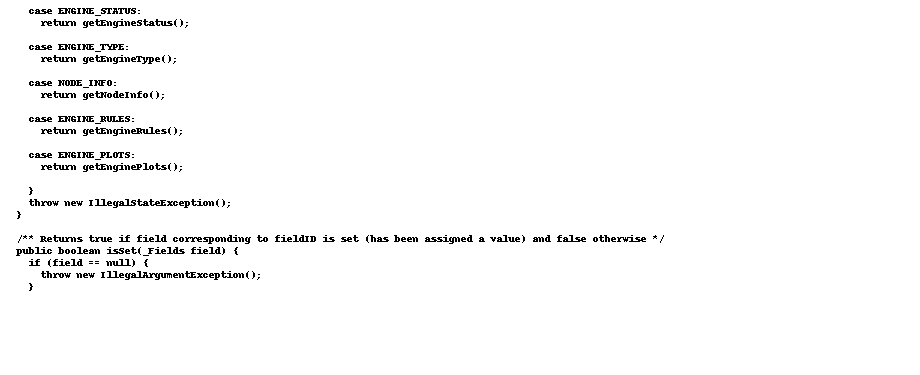 case ENGINE_STATUS:
return getEngineStatus();
case ENGINE_TYPE:
return getEngineType();
case NODE_INFO:
return getNodeInfo();
case ENGINE_RULES:
return getEngineRules();
case ENGINE_PLOTS:
return getEnginePlots();
}
throw new IllegalStateException();
}
/** Returns true if field corresponding to fieldID is set (has been assigned a value) and false otherwise */
public boolean isSet(_Fields field) {
if (field == null) {
throw new IllegalArgumentException();
}